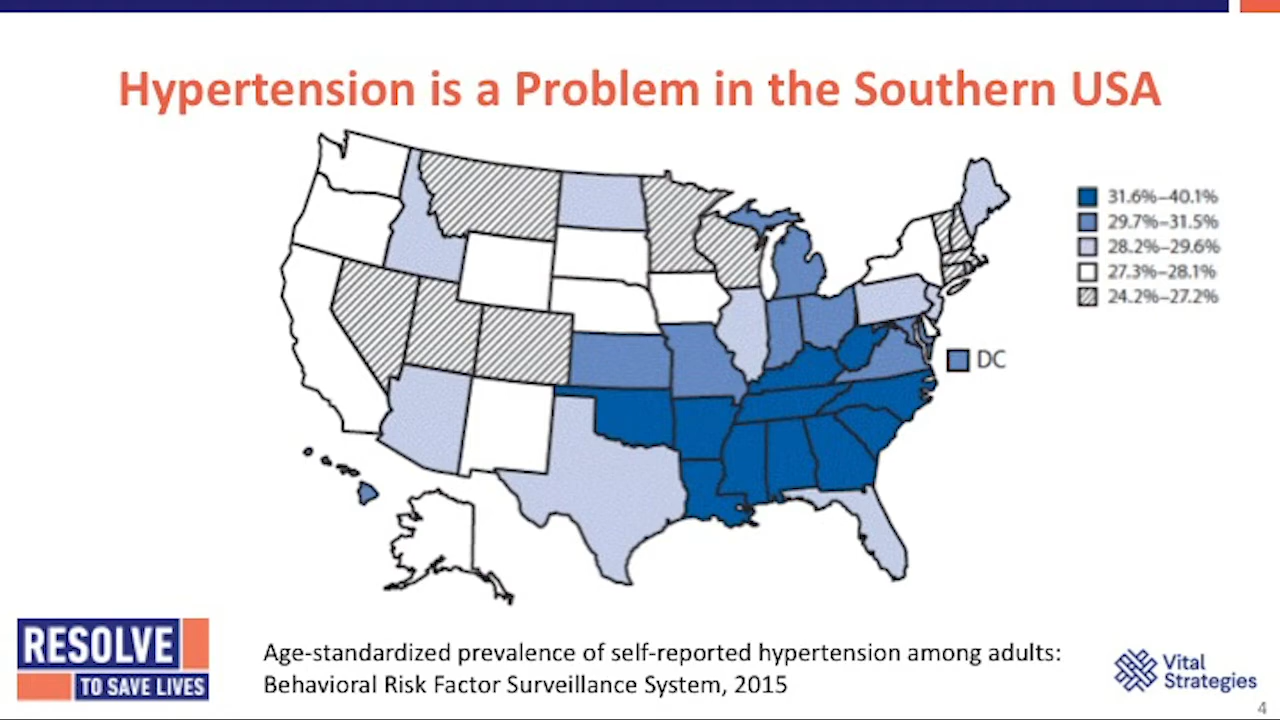 Hypertension is a Problem in the Southern USA
31.6%–40.1%
29.7%–31.5%
28.2%–29.6%
27.3%–28.1%
24.2%–27.2%
DC
RESOLVE
TO SAVE LIVES
Age-standardized prevalence of self-reported hypertension among adults:
Behavioral Risk Factor Surveillance System, 2015
Vital
Strategies
4